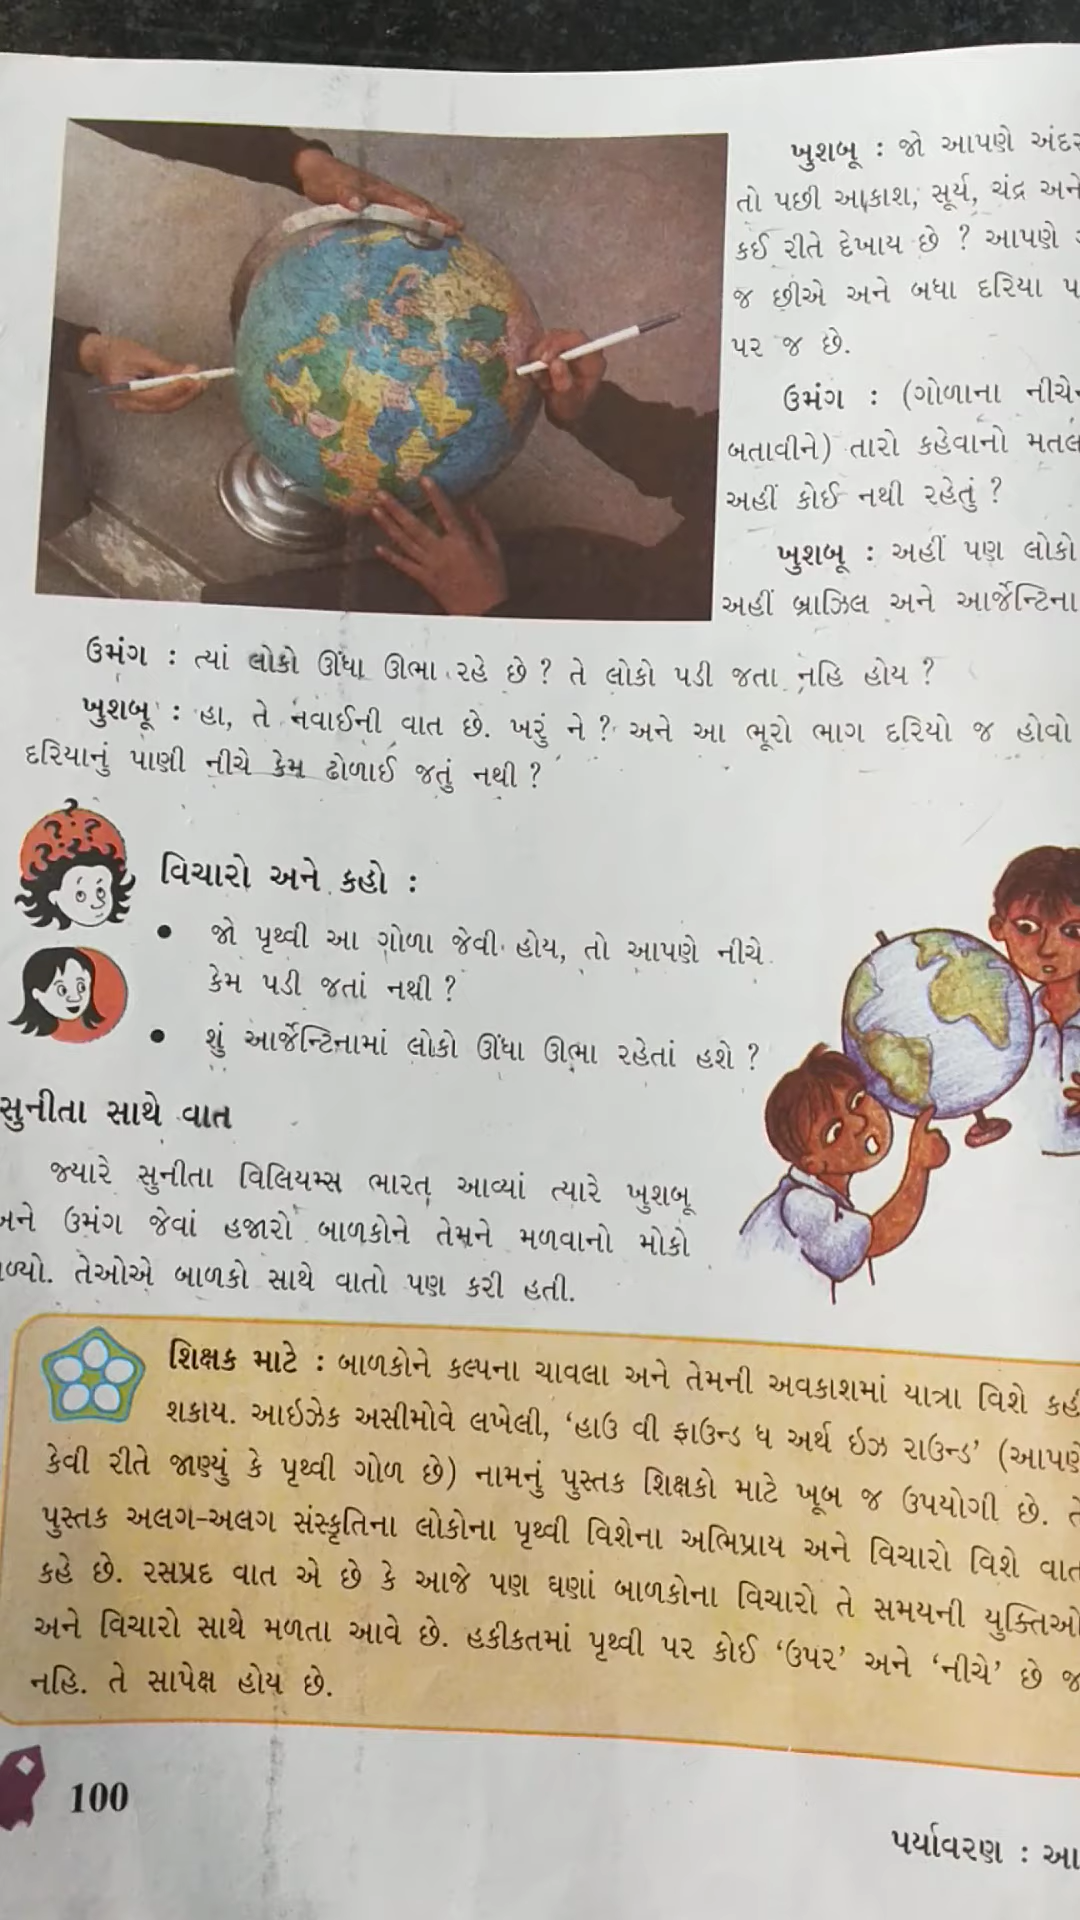 ખુશબૂ : જો આપણે
તો પછી આકાશ, સૂર્ય, ચંદ્ર અને
કઈ રીતે દેખાય છે ? આપણે
જ છીએ અને બધા દરિયા
પર જ છે.
ઉમંગ : (ગોળાના
બતાવીને) તારો કહેવાનો
અહીં કોઈ નથી રહેતું ?
ખુશબૂ : અહીં પણ લોકો
અહીં બ્રાઝિલ અને આર્જેન્ટિના
ઉમંગ : ત્યાં લોકો ઊંધા ઊભા રહે છે ? તે લોકો પડી જતા નહિ હોય ?
ખુશબૂ : હા, તે નવાઈની વાત છે. ખરું ને ? અને આ ભૂરો ભાગ દરિયો જ હોવો
દરિયાનું પાણી નીચે કેમ ઢોળાઈ જતું નથી ?
વિચારો અને કહો :
• જો પૃથ્વી આ ગોળા જેવી હોય, તો આપણે નીચે
કેમ પડી જતાં નથી ?
• શું આર્જેન્ટિનામાં લોકો ઊંધા ઊભા રહેતાં હશે ?
સુનીતા સાથે વાત
જ્યારે સુનીતા વિલિયમ્સ ભારત આવ્યાં ત્યારે ખુશબૂ
ઉમંગ જેવાં હજારો બાળકોને તેમને મળવાનો મોકો
તેઓએ બાળકો સાથે વાતો પણ કરી હતી.
શિક્ષક માટે : બાળકોને કલ્પના ચાવલા અને તેમની અવકાશમાં યાત્રા વિશે કહી
શકાય. આઇઝેક અસીમોવે લખેલી, ‘હાઉ વી ફાઉન્ડ ધ અર્થ ઇઝ રાઉન્ડ’ (આપણે
કેવી રીતે જાણ્યું કે પૃથ્વી ગોળ છે) નામનું પુસ્તક શિક્ષકો માટે ખૂબ જ ઉપયોગી છે. તે
પુસ્તક અલગ-અલગ સંસ્કૃતિના લોકોના પૃથ્વી વિશેના અભિપ્રાય અને વિચારો વિશે વાત
કહે છે. રસપ્રદ વાત એ છે કે આજે પણ ઘણાં બાળકોના વિચારો તે સમયની યુક્તિઓ
અને વિચારો સાથે મળતા આવે છે. હકીકતમાં પૃથ્વી પર કોઈ ‘ઉપર’ અને ‘નીચે’ છે જ
નહિ. તે સાપેક્ષ હોય છે.
100
પર્યાવરણ :